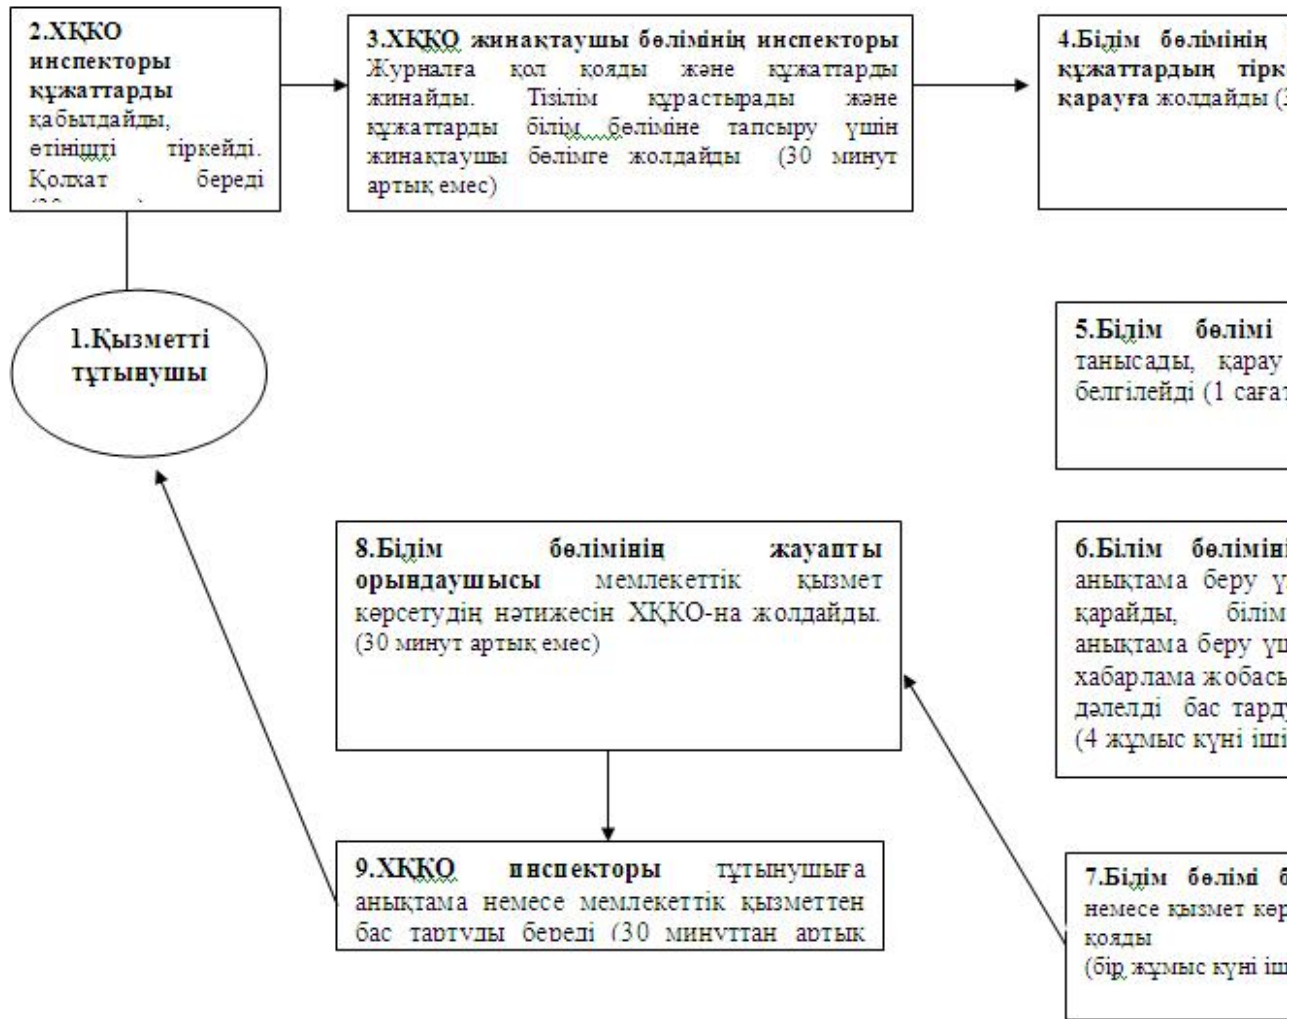 2.ХҚКО
инспекторы
құжаттарды
қабылдайды,
өтінішті тіркейді.
Қолхат береді
3.ХҚКО жинақтаушы бөлімінің инспекторы
Журналға қол қояды және құжаттарды
жинайды. Тізілім құрастырады және
құжаттарды білім бөліміне тапсыру үшін
жинақтаушы бөлімге жолдайды (30 минут
артық емес)
4.Білім бөлімінің
құжаттардың тірк
қарауға жолдайды (
1.Қызметті
тұтынушы
5.Білім бөлімі
танысады, қарау
белгілейді (1 сағат
8.Білім бөлімінің жауапты
орындаушысы мемлекеттік қызмет
көрсетудің нәтижесін ХҚКО-на жолдайды.
(30 минут артық емес)
6.Білім бөліміні
анықтама беру ү
қарайды, білім
анықтама беру үш
хабарлама жобасы
дәлелді бас тарду
(4 жұмыс күні іші
9.ХҚКО инспекторы тұтынушыға
анықтама немесе мемлекеттік қызметтен
бас тартуды береді (30 минуттан артық
7.Білім бөлімі б
немесе қызмет көр
қояды
(бір жұмыс күні іш